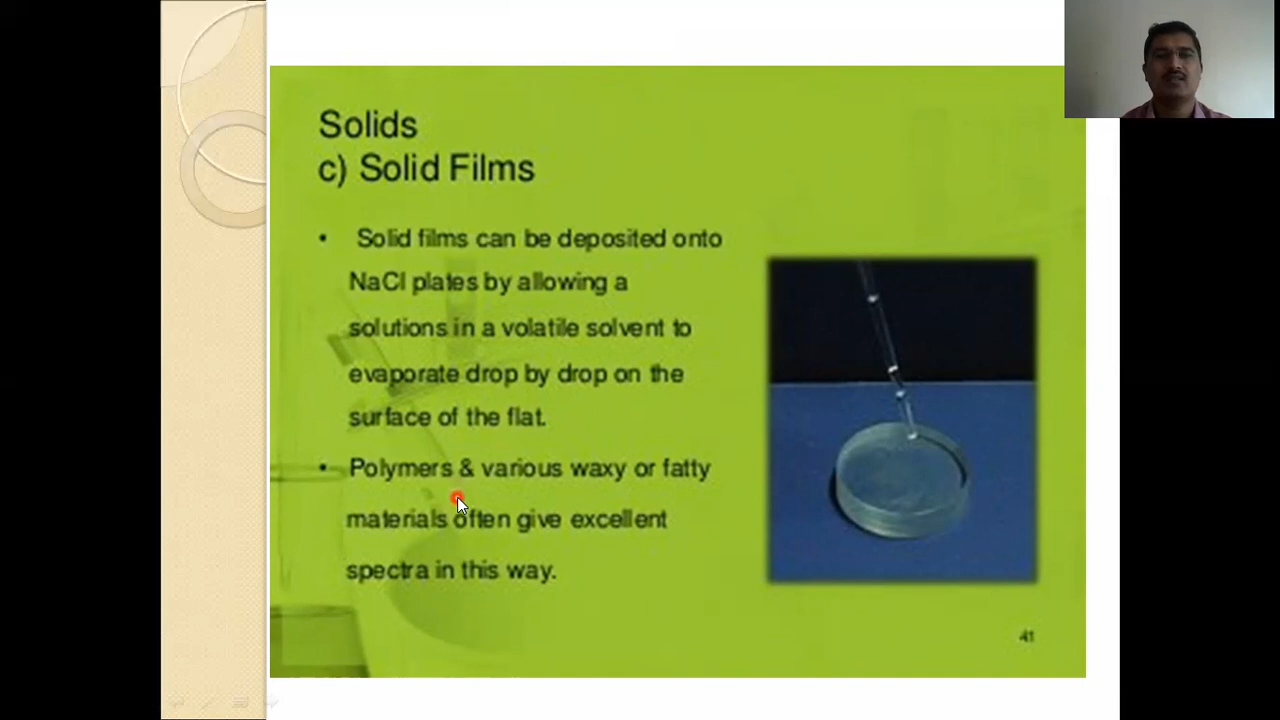 Solids
c) Solid Films
• Solid films can be deposited onto
NaCl plates by allowing a
solutions in a volatile solvent to
evaporate drop by drop on the
surface of the flat.
• Polymers & various waxy or fatty
materials often give excellent
spectra in this way.
41